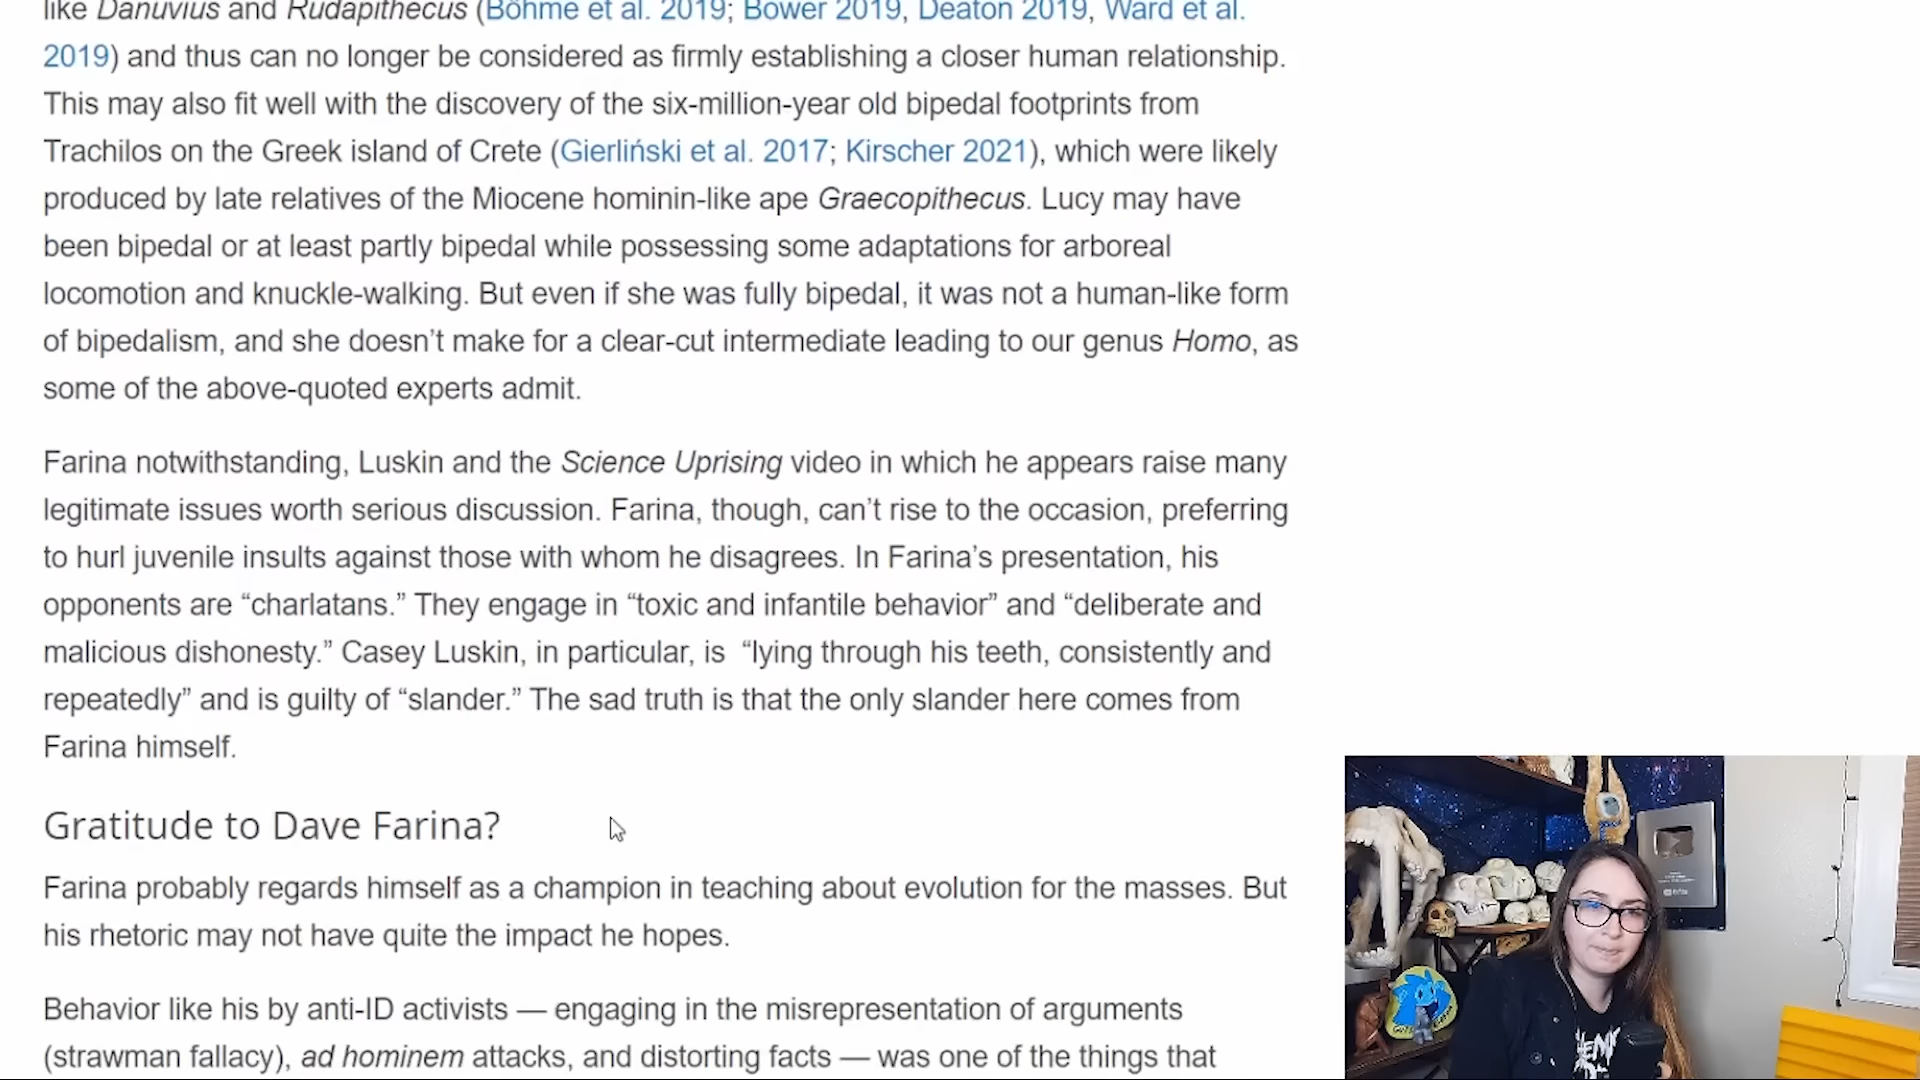 like Danuvius and Rudapithecus (Böhme et al. 2019; Bower 2019, Deaton 2019, Ward et al.
2019) and thus can no longer be considered as firmly establishing a closer human relationship.
This may also fit well with the discovery of the six-million-year old bipedal footprints from
Trachilos on the Greek island of Crete (Gierliński et al. 2017; Kirscher 2021), which were likely
produced by late relatives of the Miocene hominin-like ape Graecopithecus. Lucy may have
been bipedal or at least partly bipedal while possessing some adaptations for arboreal
locomotion and knuckle-walking. But even if she was fully bipedal, it was not a human-like form
of bipedalism, and she doesn’t make for a clear-cut intermediate leading to our genus Homo, as
some of the above-quoted experts admit.
Farina notwithstanding, Luskin and the Science Uprising video in which he appears raise many
legitimate issues worth serious discussion. Farina, though, can’t rise to the occasion, preferring
to hurl juvenile insults against those with whom he disagrees. In Farina’s presentation, his
opponents are “charlatans.” They engage in “toxic and infantile behavior” and “deliberate and
malicious dishonesty.” Casey Luskin, in particular, is “lying through his teeth, consistently and
repeatedly” and is guilty of “slander.” The sad truth is that the only slander here comes from
Farina himself.
Gratitude to Dave Farina?
Farina probably regards himself as a champion in teaching about evolution for the masses. But
his rhetoric may not have quite the impact he hopes.
Behavior like his by anti-ID activists — engaging in the misrepresentation of arguments
(strawman fallacy), ad hominem attacks, and distorting facts — was one of the things that